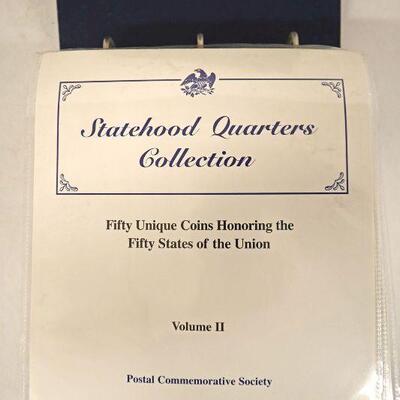 Statehood Quarters
Collection
Fifty Unique Coins Honoring the
Fifty States of the Union
Volume II
Postal Commemorative Society